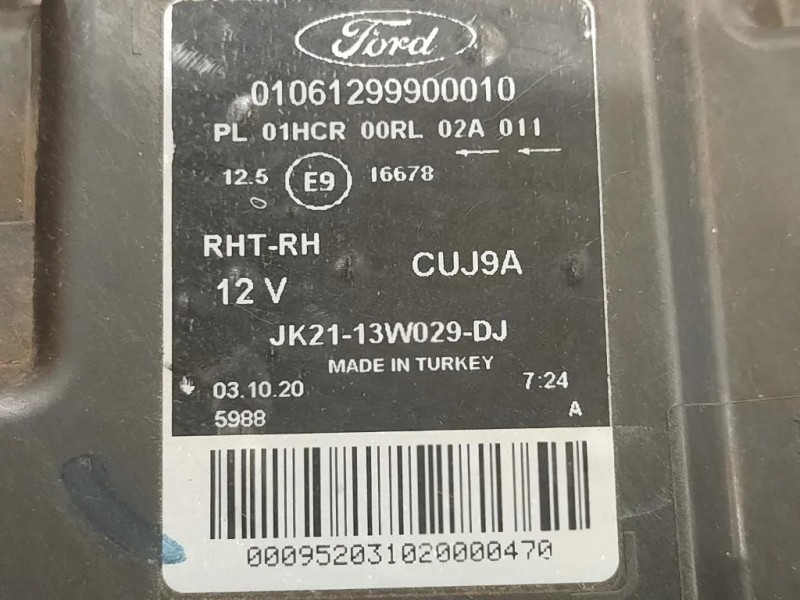 Ford
01061299900010
PL 01HCR 00RL 02A 011
12.5 E9 16678
RHT-RH
CUJ9A
12 V
JK21-13W029-DJ
MADE IN TURKEY
03.10.20 7:24
5988 A
0009520310200000470